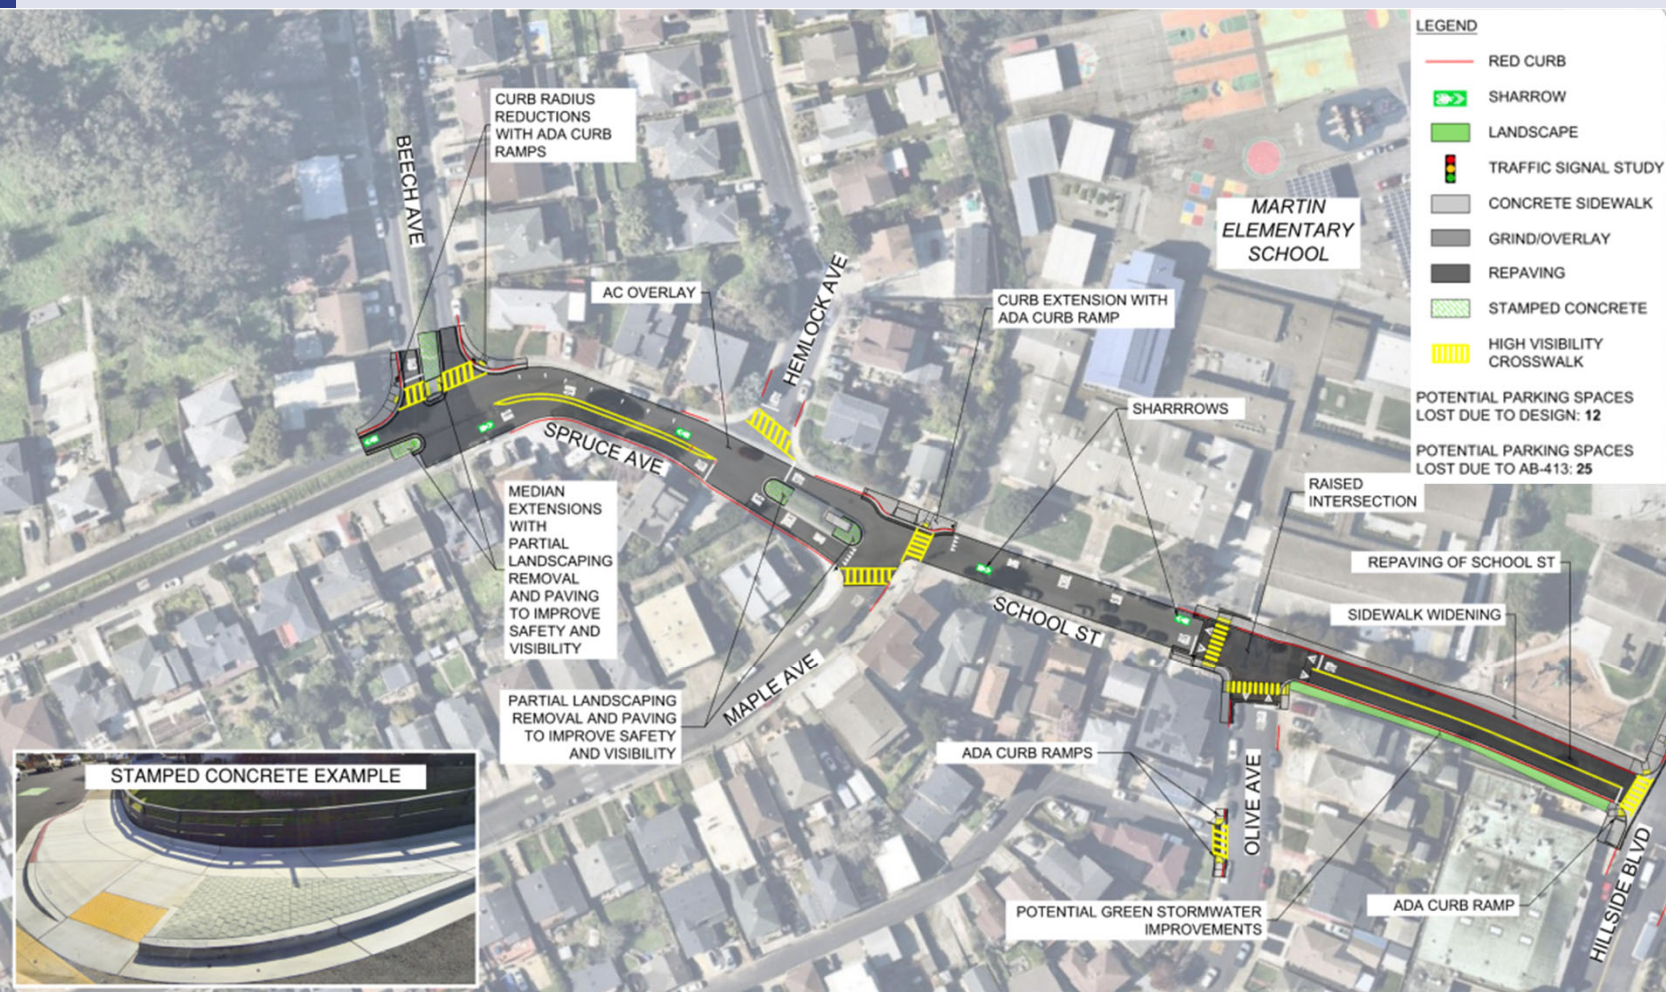 LEGEND
RED CURB
SHARROW
LANDSCAPE
TRAFFIC SIGNAL STUDY
CONCRETE SIDEWALK
GRIND/OVERLAY
REPAVING
STAMPED CONCRETE
HIGH VISIBILITY
CROSSWALK
POTENTIAL PARKING SPACES
LOST DUE TO DESIGN: 12
POTENTIAL PARKING SPACES
LOST DUE TO AB-413: 25
CURB RADIUS
REDUCTIONS
WITH ADA CURB
RAMPS
BEECH AVE
MARTIN
ELEMENTARY
SCHOOL
AC OVERLAY
HEMLOCK AVE
CURB EXTENSION WITH
ADA CURB RAMP
SHARRROWS
SPRUCE AVE
RAISED
INTERSECTION
MEDIAN
EXTENSIONS
WITH
PARTIAL
LANDSCAPING
REMOVAL
AND PAVING
TO IMPROVE
SAFETY AND
VISIBILITY
REPAVING OF SCHOOL ST
SIDEWALK WIDENING
SCHOOL ST
MAPLE AVE
PARTIAL LANDSCAPING
REMOVAL AND PAVING
TO IMPROVE SAFETY
AND VISIBILITY
ADA CURB RAMPS
OLIVE AVE
STAMPED CONCRETE EXAMPLE
POTENTIAL GREEN STORMWATER
IMPROVEMENTS
ADA CURB RAMP
HILLSIDE BLVD